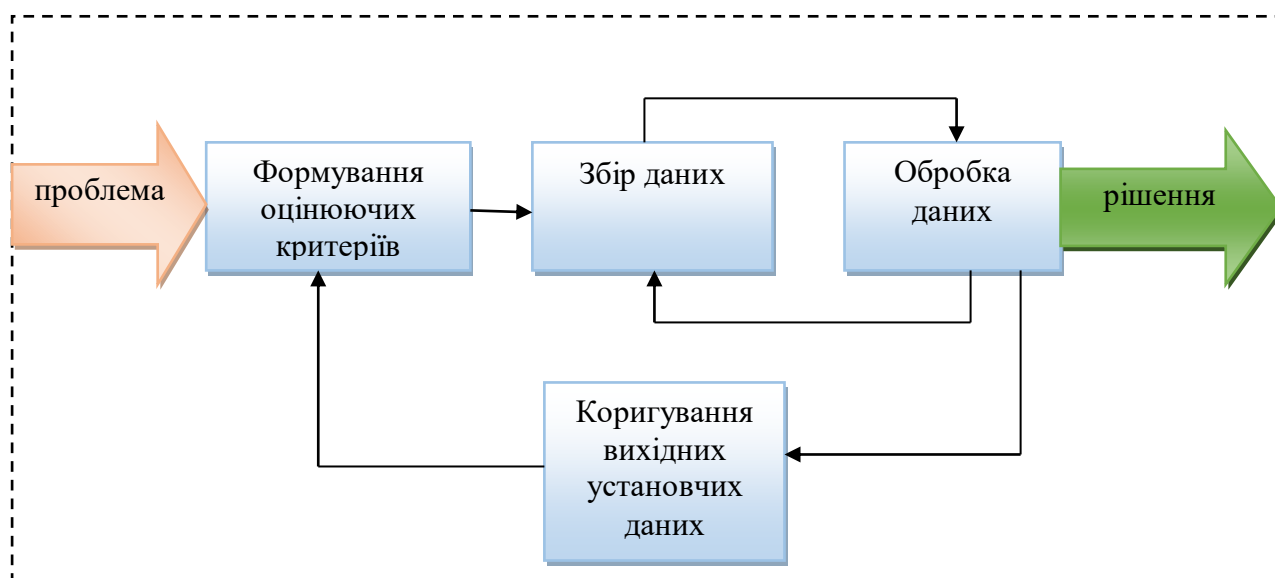 проблема
Формування
оцінюючих
критеріїв
Збір даних
Обробка
даних
рішення
Коригування
вихідних
установчих
даних